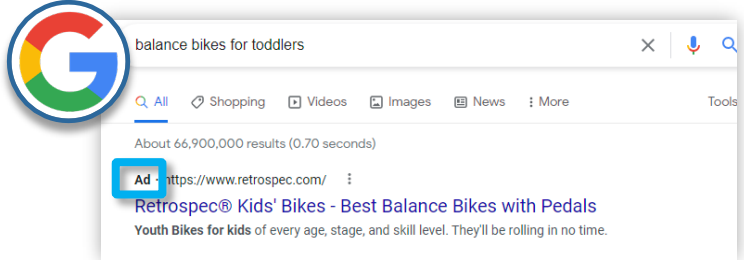 balance bikes for toddlers
All Shopping Videos Images News More Tools
About 66,900,000 results (0.70 seconds)
Ad · https://www.retrospec.com/
Retrospec® Kids' Bikes - Best Balance Bikes with Pedals
Youth Bikes for kids of every age, stage, and skill level. They'll be rolling in no time.